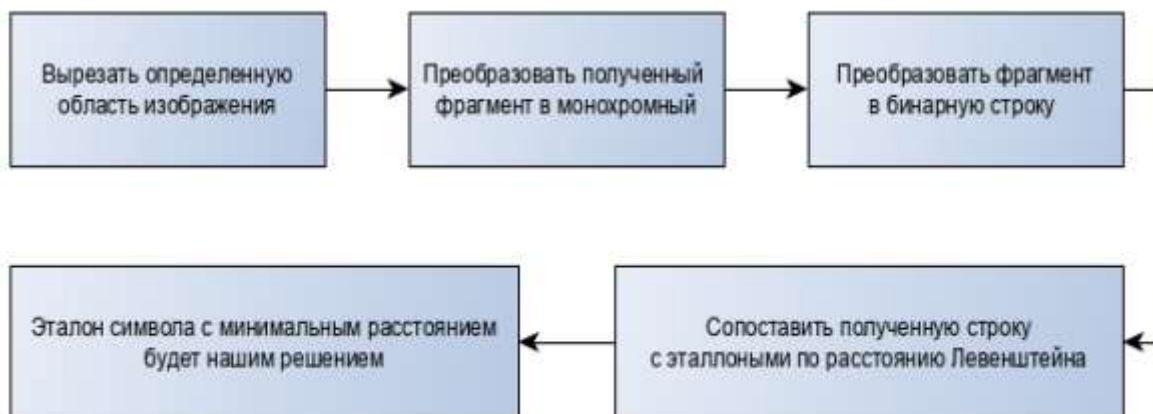 Вырезать определенную
область изображения
Преобразовать полученный
фрагмент в монохромный
Преобразовать фрагмент
в бинарную строку
Сопоставить полученную строку
с эталлоными по расстоянию Левенштейна
Эталон символа с минимальным расстоянием
будет нашим решением